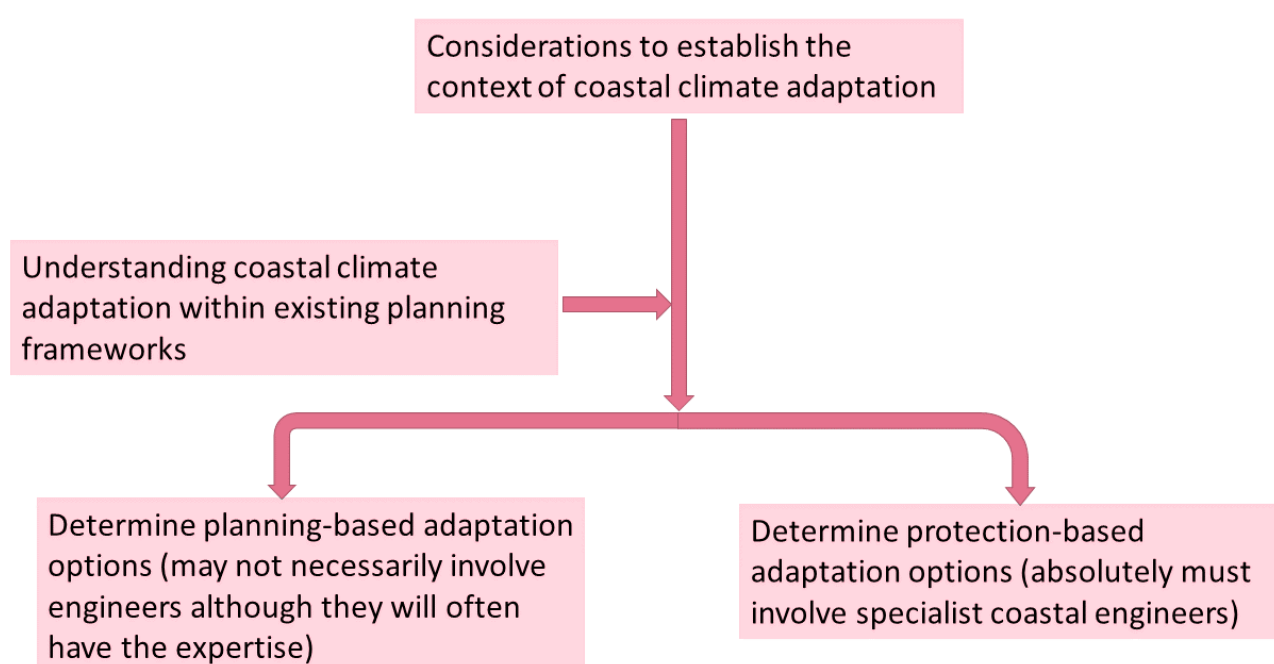 Considerations to establish the
context of coastal climate adaptation
Understanding coastal climate
adaptation within existing planning
frameworks
Determine planning-based adaptation
options (may not necessarily involve
engineers although they will often
have the expertise)
Determine protection-based
adaptation options (absolutely must
involve specialist coastal engineers)